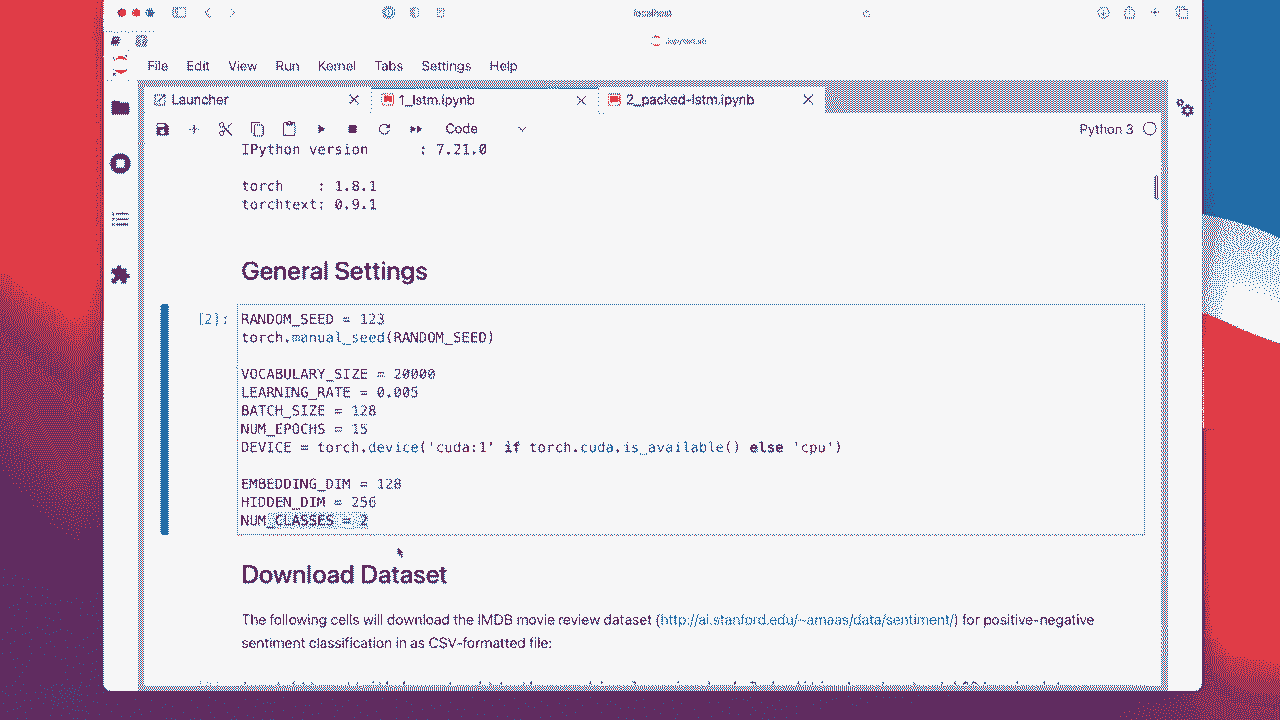 localhost
JupyterLab
File Edit View Run Kernel Tabs Settings Help
Launcher 1_lstm.ipynb 2_packed-lstm.ipynb
Code Python 3
IPython version : 7.21.0
torch : 1.8.1
torchtext: 0.9.1
General Settings
[2]:
RANDOM_SEED = 123
torch.manual_seed(RANDOM_SEED)
VOCABULARY_SIZE = 20000
LEARNING_RATE = 0.005
BATCH_SIZE = 128
NUM_EPOCHS = 15
DEVICE = torch.device('cuda:1' if torch.cuda.is_available() else 'cpu')
EMBEDDING_DIM = 128
HIDDEN_DIM = 256
NUM_CLASSES = 2
Download Dataset
The following cells will download the IMDB movie review dataset (http://ai.stanford.edu/~amaas/data/sentiment/) for positive-negative
sentiment classification in as CSV-formatted file: